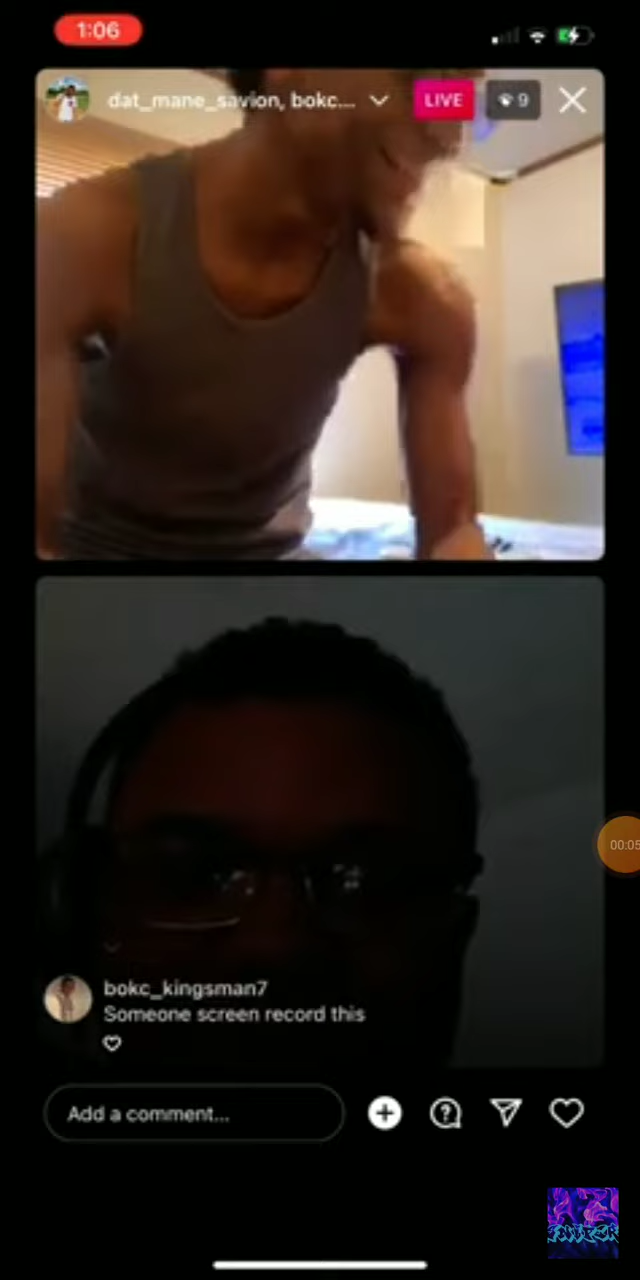 1:06
dat_mane_savion, bokc...
LIVE
9
00:05
bokc_kingsman7
Someone screen record this
Add a comment...